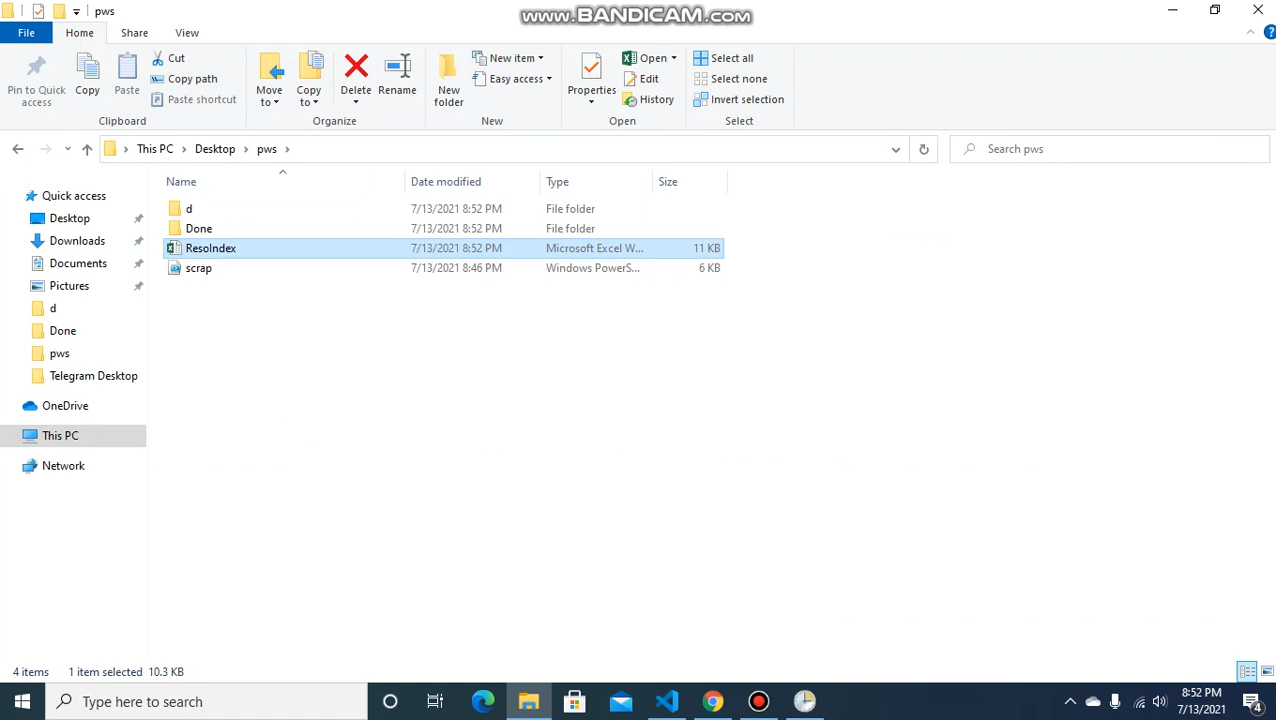 pws
www.BANDICAM.com
File Home Share View
Pin to Quick access
Copy
Paste
Cut
Copy path
Paste shortcut
Clipboard
Move to
Copy to
Delete
Rename
Organize
New folder
New item
Easy access
New
Properties
Open
Edit
History
Open
Select all
Select none
Invert selection
Select
This PC Desktop pws
Search pws
Name Date modified Type Size
d 7/13/2021 8:52 PM File folder
Done 7/13/2021 8:52 PM File folder
ResoIndex 7/13/2021 8:52 PM Microsoft Excel W... 11 KB
scrap 7/13/2021 8:46 PM Windows PowerS... 6 KB
Quick access
Desktop
Downloads
Documents
Pictures
d
Done
pws
Telegram Desktop
OneDrive
This PC
Network
4 items 1 item selected 10.3 KB
Type here to search
8:52 PM
7/13/2021
4